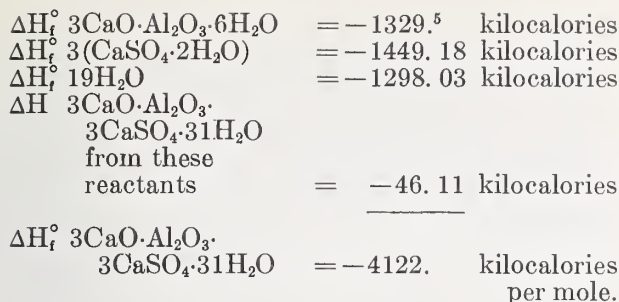 ΔH°f 3CaO·Al₂O₃·6H₂O =−1329.⁵ kilocalories
ΔH°f 3(CaSO₄·2H₂O) =−1449. 18 kilocalories
ΔH°f 19H₂O =−1298. 03 kilocalories
ΔH 3CaO·Al₂O₃·
3CaSO₄·31H₂O
from these
reactants = −46. 11 kilocalories
ΔH°f 3CaO·Al₂O₃·
3CaSO₄·31H₂O =−4122. kilocalories
per mole.